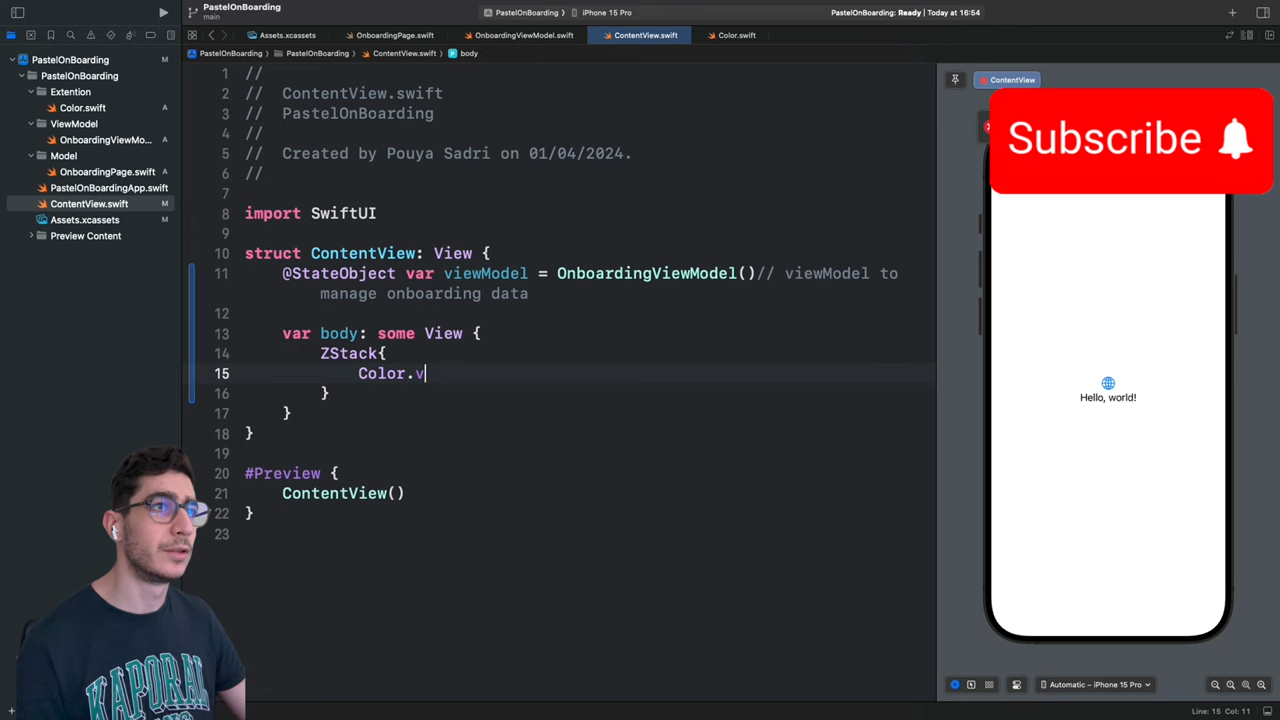 PastelOnBoarding
main
PastelOnBoarding
iPhone 15 Pro
PastelOnBoarding: Ready | Today at 16:54
Assets.xcassets
OnboardingPage.swift
OnboardingViewModel.swift
ContentView.swift
Color.swift
PastelOnBoarding
PastelOnBoarding
ContentView.swift
body
PastelOnBoarding M
PastelOnBoarding
Extention
Color.swift A
ViewModel
OnboardingViewMo... A
Model
OnboardingPage.swift A
PastelOnBoardingApp.swift M
ContentView.swift M
Assets.xcassets M
Preview Content
1 //
2 // ContentView.swift
3 // PastelOnBoarding
4 //
5 // Created by Pouya Sadri on 01/04/2024.
6 //
7
8 import SwiftUI
9
10 struct ContentView: View {
11 @StateObject var viewModel = OnboardingViewModel()// viewModel to
manage onboarding data
12
13 var body: some View {
14 ZStack{
15 Color.v
16 }
17 }
18 }
19
20 #Preview {
21 ContentView()
22 }
23
ContentView
Subscribe
Hello, world!
Automatic – iPhone 15 Pro
Line: 15 Col: 11
KAPORAL